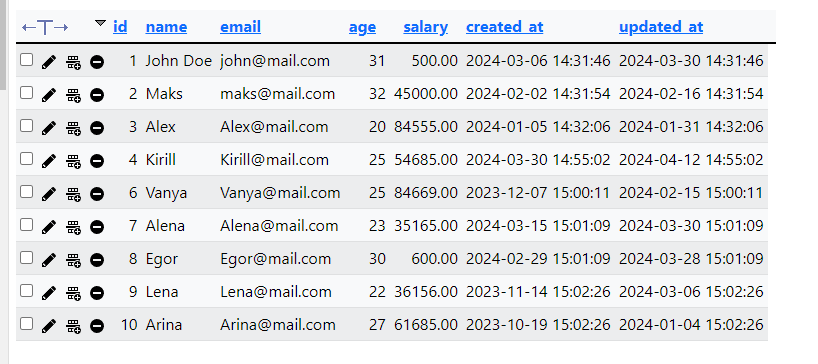 ←T→ id name email age salary created_at updated_at
1 John Doe john@mail.com 31 500.00 2024-03-06 14:31:46 2024-03-30 14:31:46
2 Maks maks@mail.com 32 45000.00 2024-02-02 14:31:54 2024-02-16 14:31:54
3 Alex Alex@mail.com 20 84555.00 2024-01-05 14:32:06 2024-01-31 14:32:06
4 Kirill Kirill@mail.com 25 54685.00 2024-03-30 14:55:02 2024-04-12 14:55:02
6 Vanya Vanya@mail.com 25 84669.00 2023-12-07 15:00:11 2024-02-15 15:00:11
7 Alena Alena@mail.com 23 35165.00 2024-03-15 15:01:09 2024-03-30 15:01:09
8 Egor Egor@mail.com 30 600.00 2024-02-29 15:01:09 2024-03-28 15:01:09
9 Lena Lena@mail.com 22 36156.00 2023-11-14 15:02:26 2024-03-06 15:02:26
10 Arina Arina@mail.com 27 61685.00 2023-10-19 15:02:26 2024-01-04 15:02:26